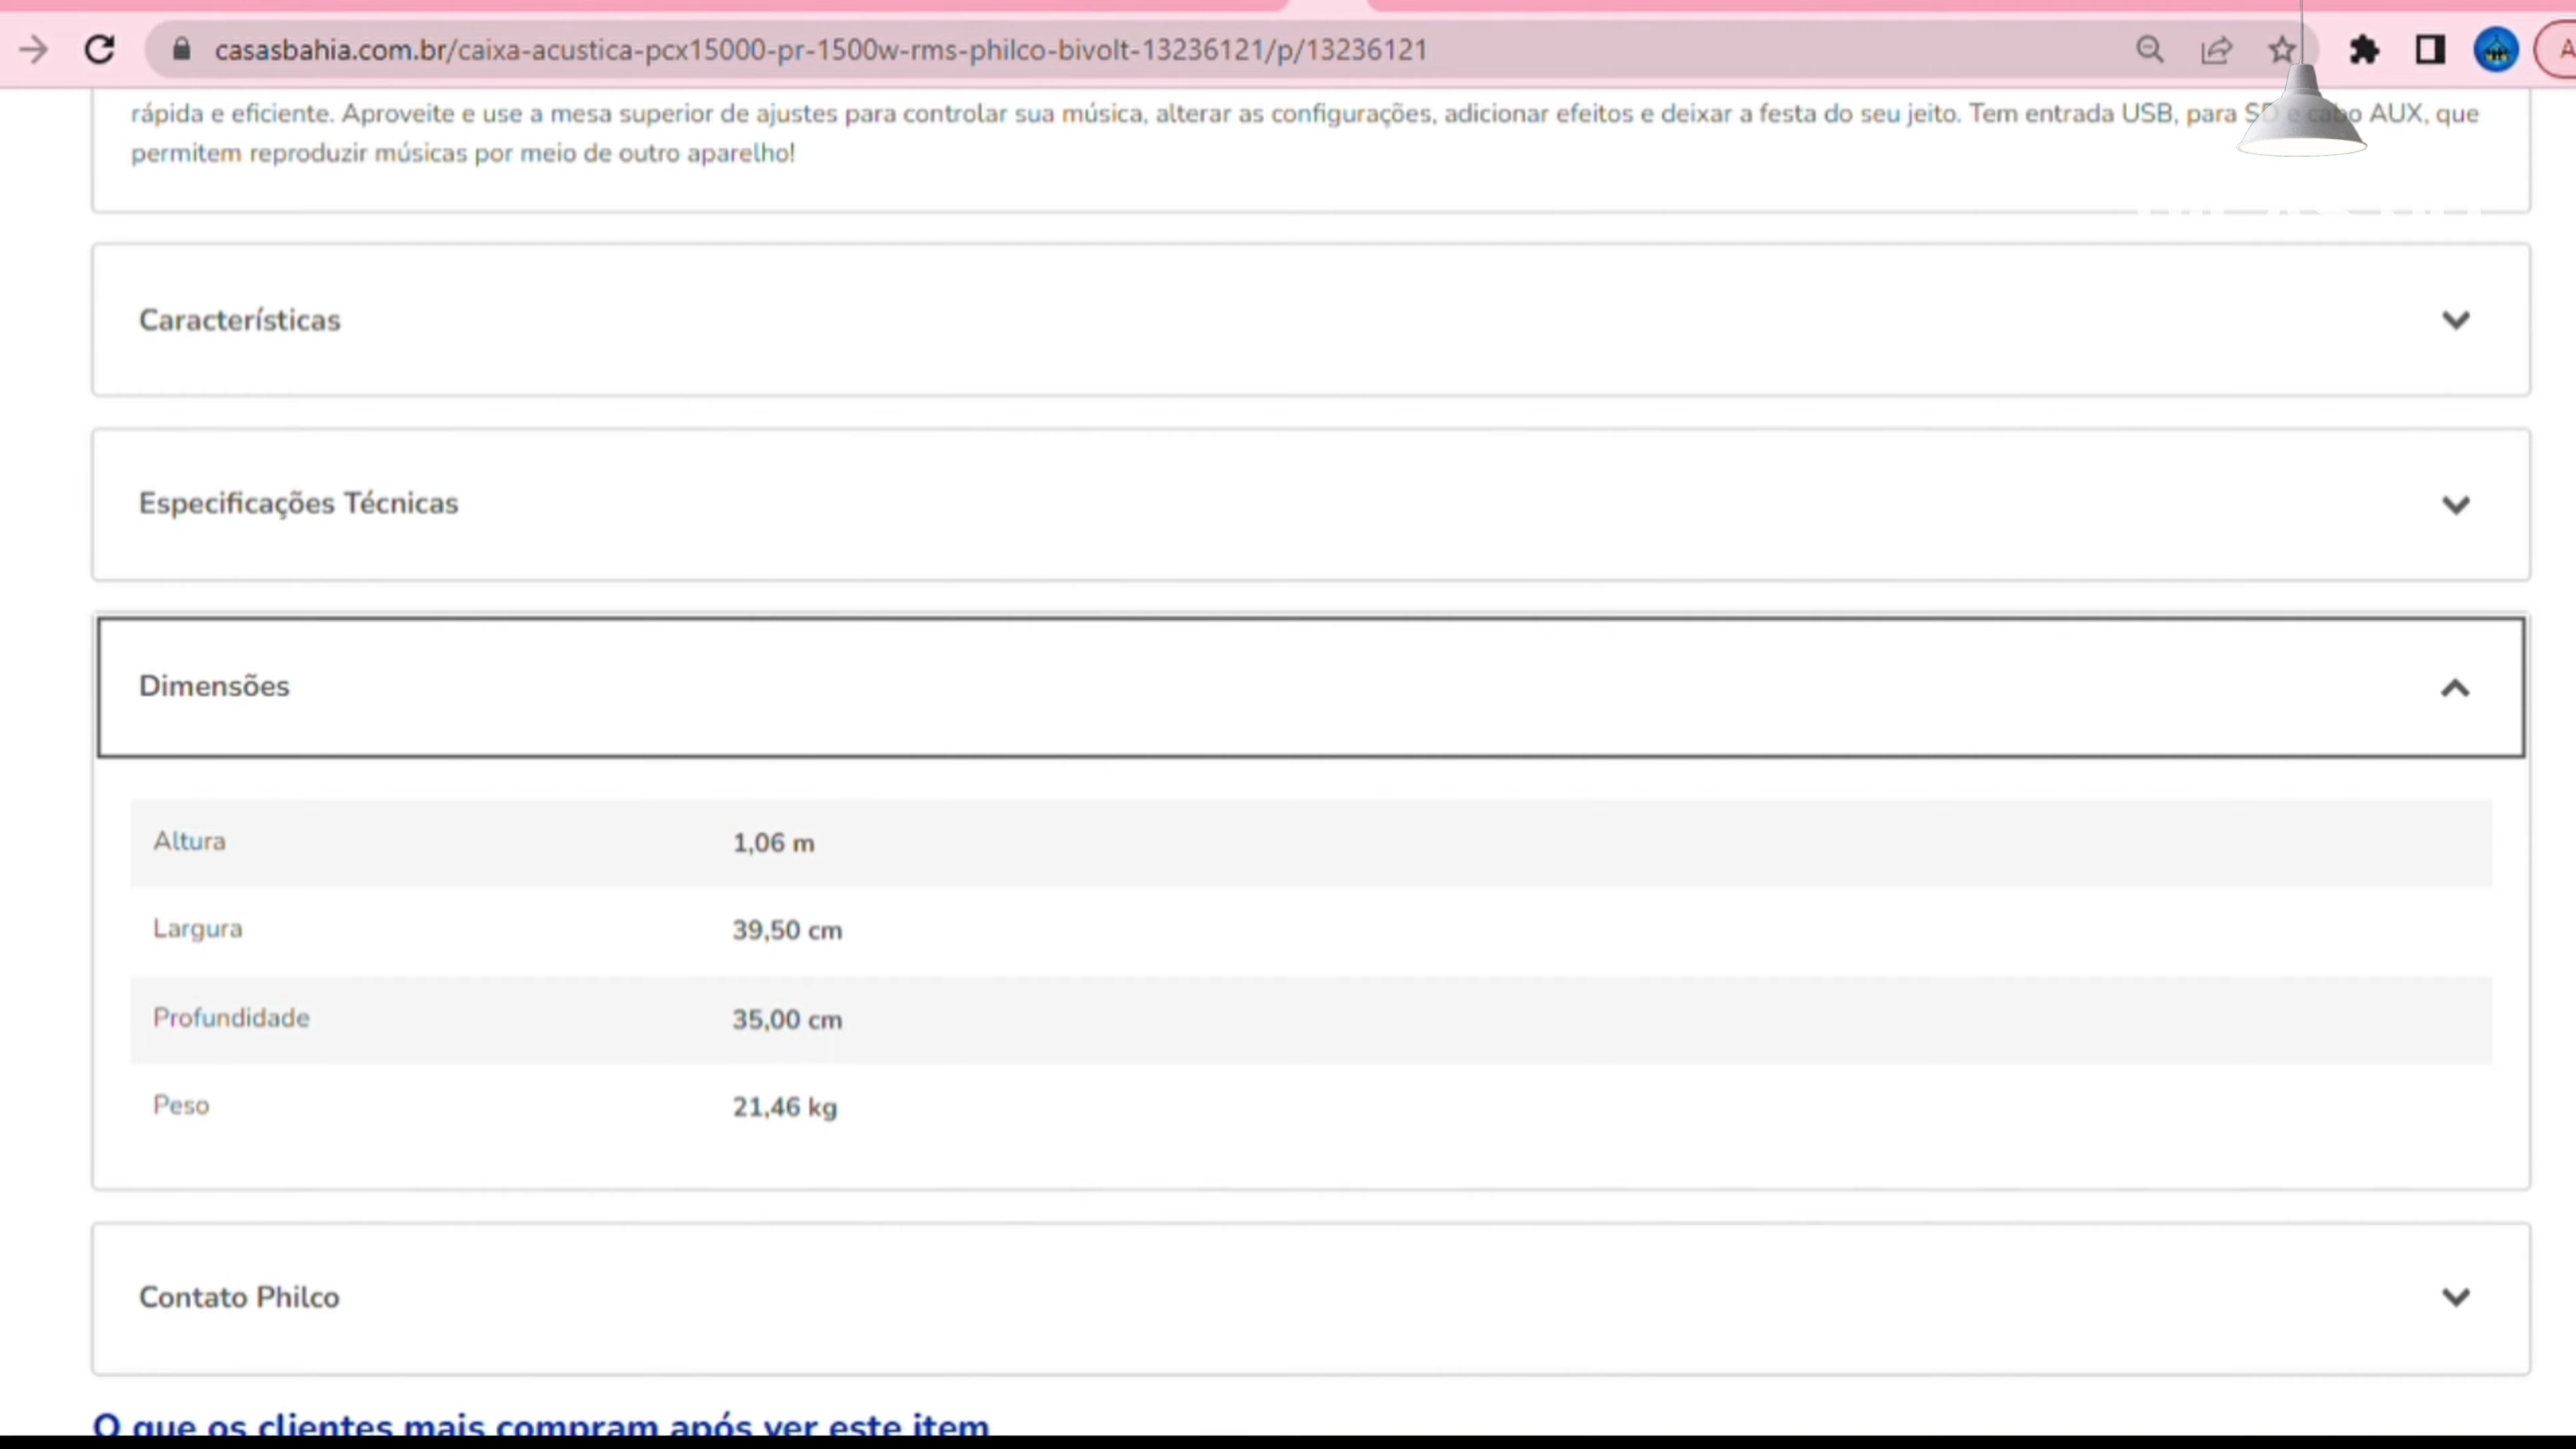 casasbahia.com.br/caixa-acustica-pcx15000-pr-1500w-rms-philco-bivolt-13236121/p/13236121
A
rápida e eficiente. Aproveite e use a mesa superior de ajustes para controlar sua música, alterar as configurações, adicionar efeitos e deixar a festa do seu jeito. Tem entrada USB, para SD e cabo AUX, que
permitem reproduzir músicas por meio de outro aparelho!
Características
Especificações Técnicas
Dimensões
Altura 1,06 m
Largura 39,50 cm
Profundidade 35,00 cm
Peso 21,46 kg
Contato Philco
O que os clientes mais compram após ver este item